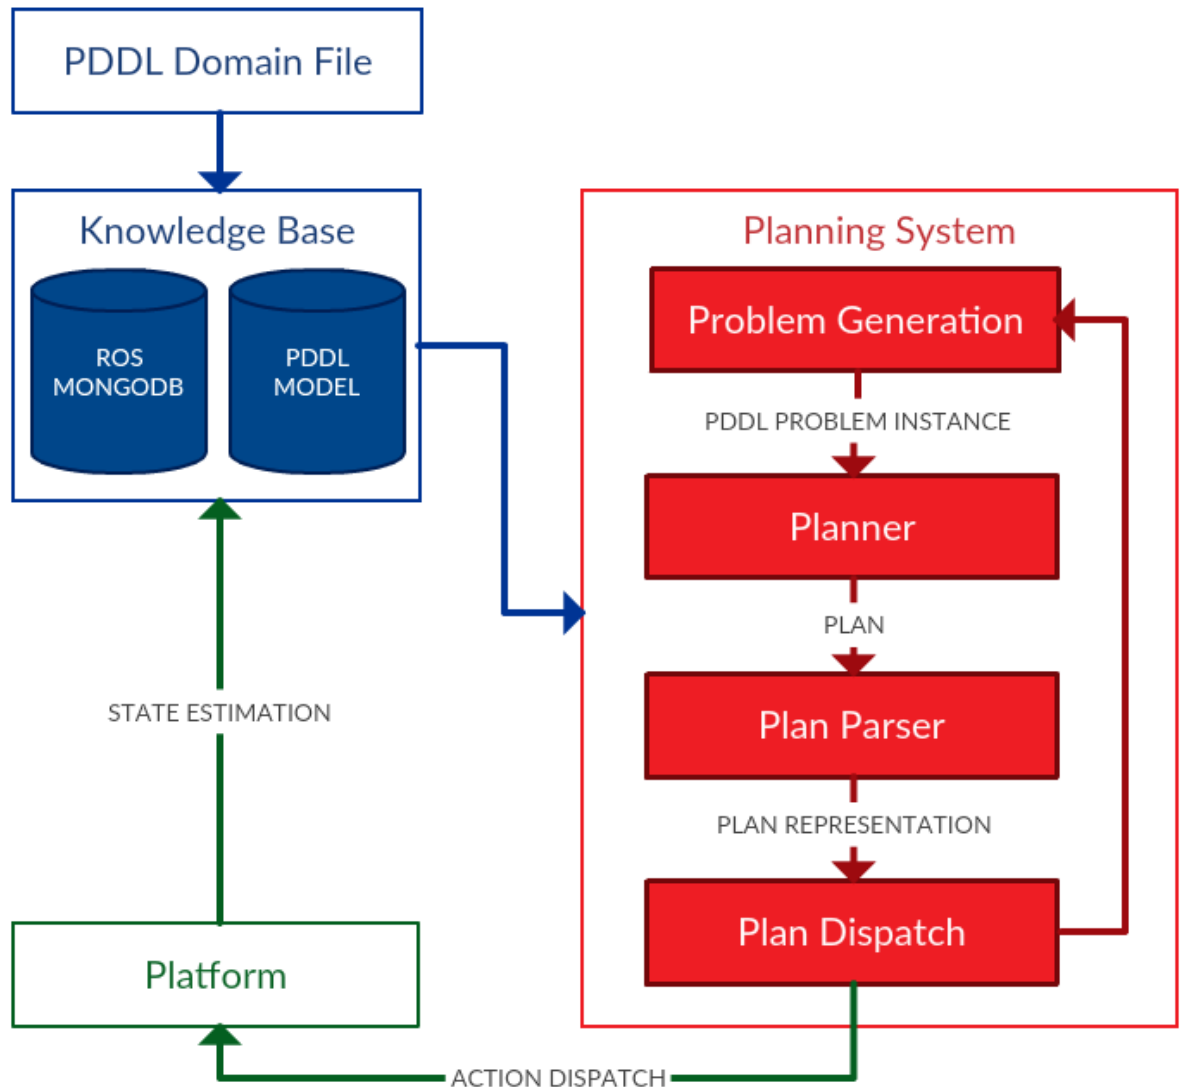 PDDL Domain File
Knowledge Base
ROS
MONGODB
PDDL
MODEL
Planning System
Problem Generation
PDDL PROBLEM INSTANCE
Planner
PLAN
Plan Parser
PLAN REPRESENTATION
Plan Dispatch
STATE ESTIMATION
Platform
ACTION DISPATCH